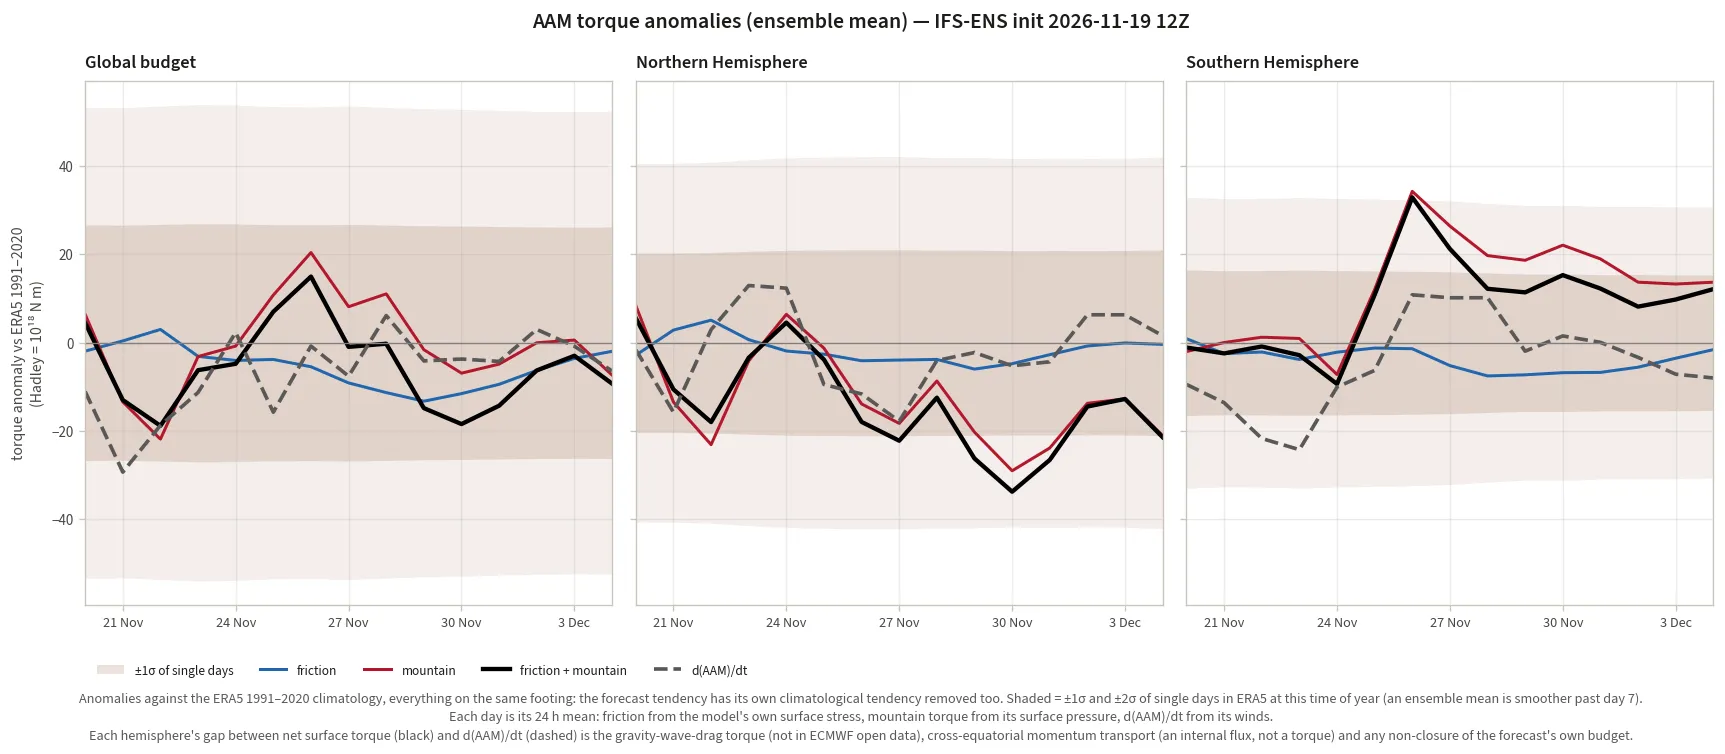 AAM torque anomalies (ensemble mean) — IFS-ENS init 2026-11-19 12Z
Global budget
Northern Hemisphere
Southern Hemisphere
torque anomaly vs ERA5 1991–2020
(Hadley = 10¹⁸ N m)
40
20
0
−20
−40
21 Nov
24 Nov
27 Nov
30 Nov
3 Dec
21 Nov
24 Nov
27 Nov
30 Nov
3 Dec
21 Nov
24 Nov
27 Nov
30 Nov
3 Dec
±1σ of single days
friction
mountain
friction + mountain
d(AAM)/dt
Anomalies against the ERA5 1991–2020 climatology, everything on the same footing: the forecast tendency has its own climatological tendency removed too. Shaded = ±1σ and ±2σ of single days in ERA5 at this time of year (an ensemble mean is smoother past day 7).
Each day is its 24 h mean: friction from the model's own surface stress, mountain torque from its surface pressure, d(AAM)/dt from its winds.
Each hemisphere's gap between net surface torque (black) and d(AAM)/dt (dashed) is the gravity-wave-drag torque (not in ECMWF open data), cross-equatorial momentum transport (an internal flux, not a torque) and any non-closure of the forecast's own budget.